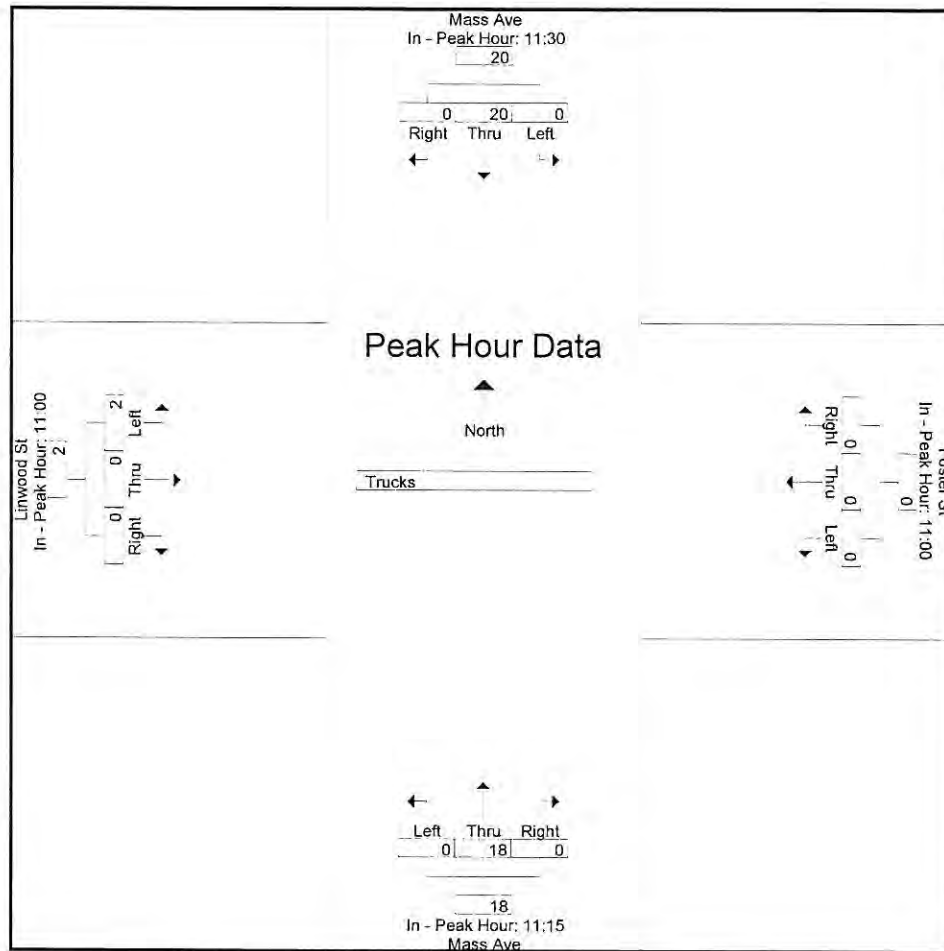 Mass Ave
In - Peak Hour: 11:30
20
0 20 0
Right Thru Left
Peak Hour Data
North
Trucks
Linwood St
In - Peak Hour: 11:00
2
2 0 0
Left Thru Right
In - Peak Hour: 11:00
0
Right Thru Left
0 0 0
Left Thru Right
0 18 0
18
In - Peak Hour: 11:15
Mass Ave